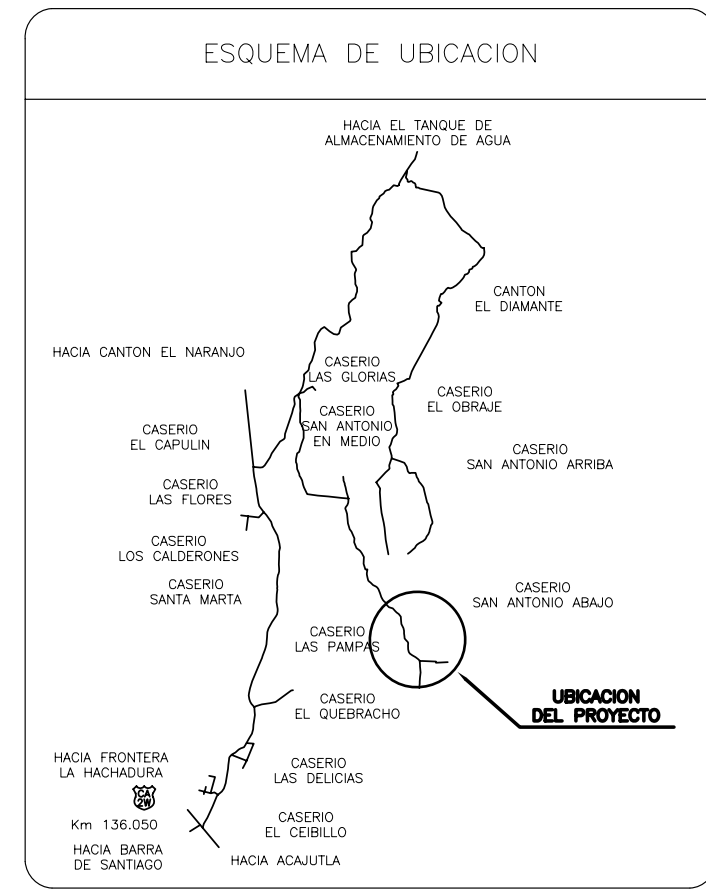 ESQUEMA DE UBICACION
HACIA EL TANQUE DE
ALMACENAMIENTO DE AGUA
CANTON
EL DIAMANTE
HACIA CANTON EL NARANJO
CASERIO
LAS GLORIAS
CASERIO
EL OBRAJE
CASERIO
SAN ANTONIO
EN MEDIO
CASERIO
EL CAPULIN
CASERIO
SAN ANTONIO ARRIBA
CASERIO
LAS FLORES
CASERIO
LOS CALDERONES
CASERIO
SANTA MARTA
CASERIO
SAN ANTONIO ABAJO
CASERIO
LAS PAMPAS
CASERIO
EL QUEBRACHO
UBICACION
DEL PROYECTO
HACIA FRONTERA
LA HACHADURA
CASERIO
LAS DELICIAS
CA
2W
Km 136.050
CASERIO
EL CEIBILLO
HACIA BARRA
DE SANTIAGO
HACIA ACAJUTLA